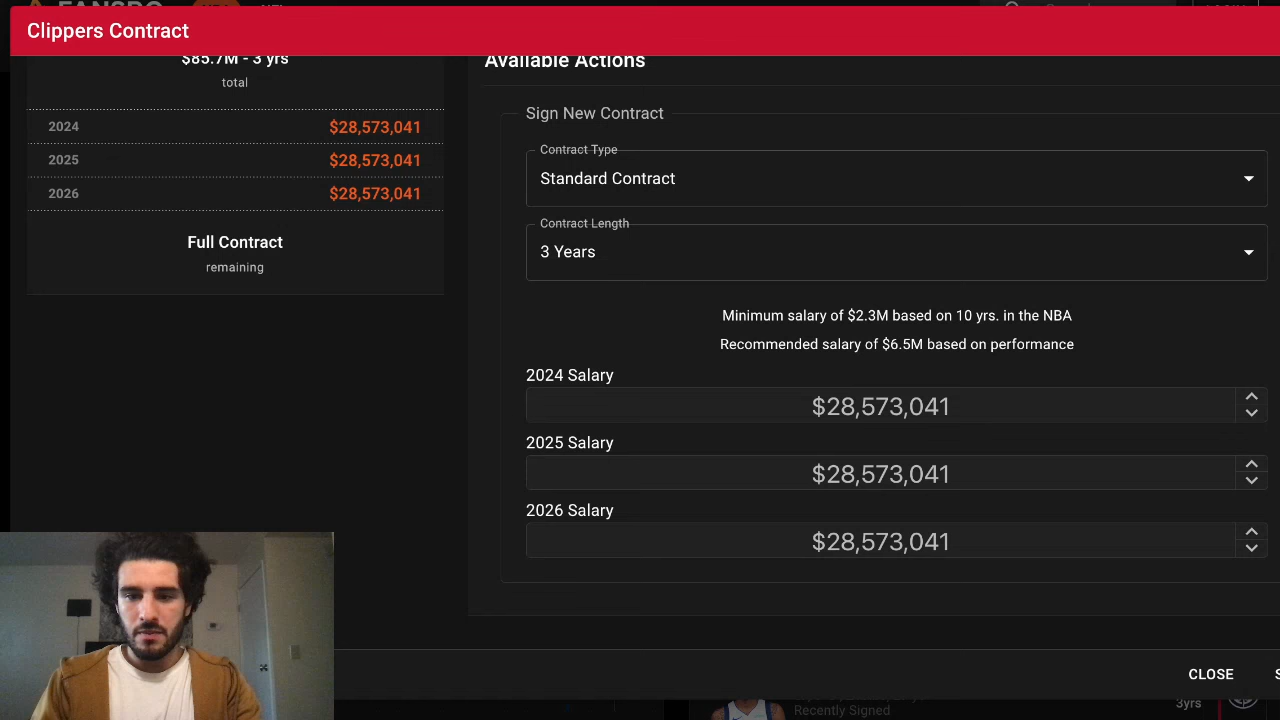 Clippers Contract
$85.7M - 3 yrs
total
2024 $28,573,041
2025 $28,573,041
2026 $28,573,041
Full Contract
remaining
Available Actions
Sign New Contract
Contract Type
Standard Contract
Contract Length
3 Years
Minimum salary of $2.3M based on 10 yrs. in the NBA
Recommended salary of $6.5M based on performance
2024 Salary
$28,573,041
2025 Salary
$28,573,041
2026 Salary
$28,573,041
CLOSE
Recently Signed
3yrs